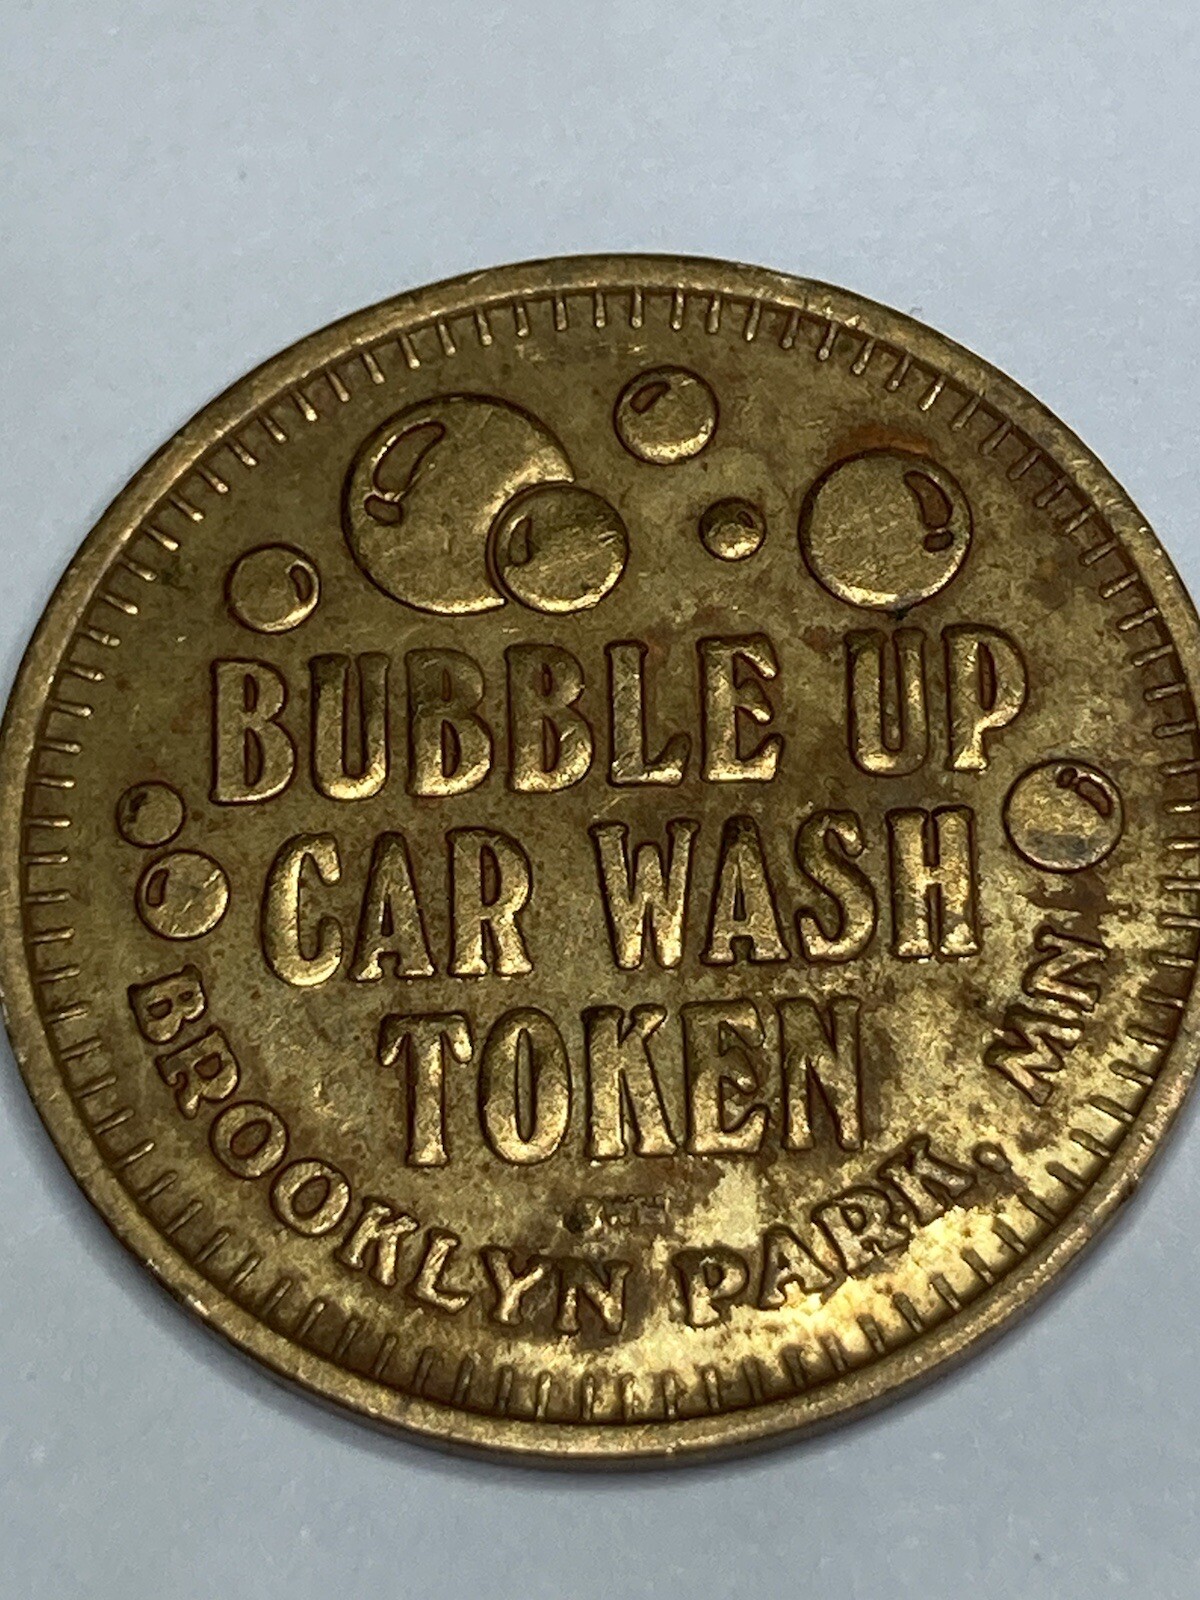 BUBBLE UP
CAR WASH
TOKEN
BROOKLYN PARK, MN